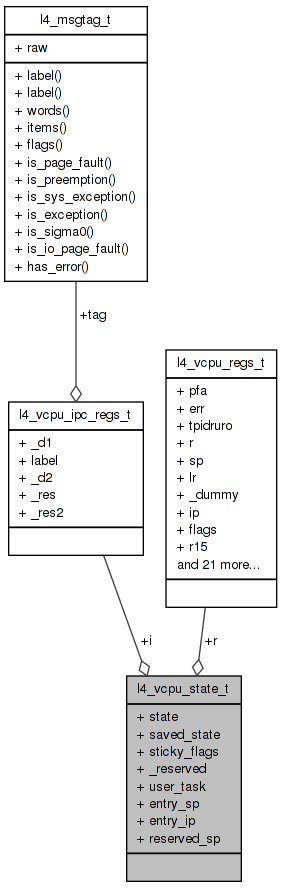 l4_msgtag_t
+ raw
+ label()
+ label()
+ words()
+ items()
+ flags()
+ is_page_fault()
+ is_preemption()
+ is_sys_exception()
+ is_exception()
+ is_sigma0()
+ is_io_page_fault()
+ has_error()
+tag
l4_vcpu_ipc_regs_t
+ _d1
+ label
+ _d2
+ _res
+ _res2
l4_vcpu_regs_t
+ pfa
+ err
+ tpidruro
+ r
+ sp
+ lr
+ _dummy
+ ip
+ flags
+ r15
and 21 more...
+i
+r
l4_vcpu_state_t
+ state
+ saved_state
+ sticky_flags
+ _reserved
+ user_task
+ entry_sp
+ entry_ip
+ reserved_sp